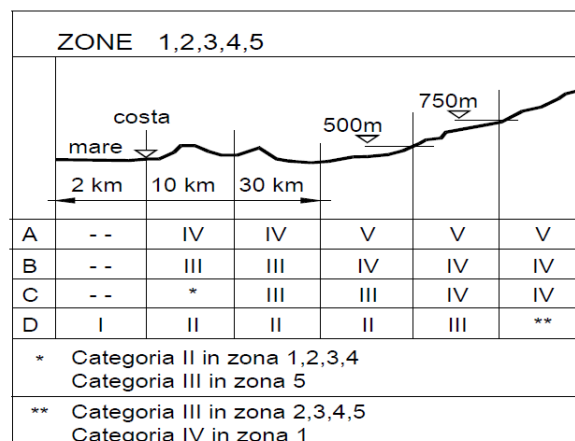 ZONE 1,2,3,4,5
750m
costa
500m
mare
2 km 10 km 30 km
A - - IV IV V V V
B - - III III IV IV IV
C - - * III III IV IV
D I II II II III **
* Categoria II in zona 1,2,3,4
Categoria III in zona 5
** Categoria III in zona 2,3,4,5
Categoria IV in zona 1